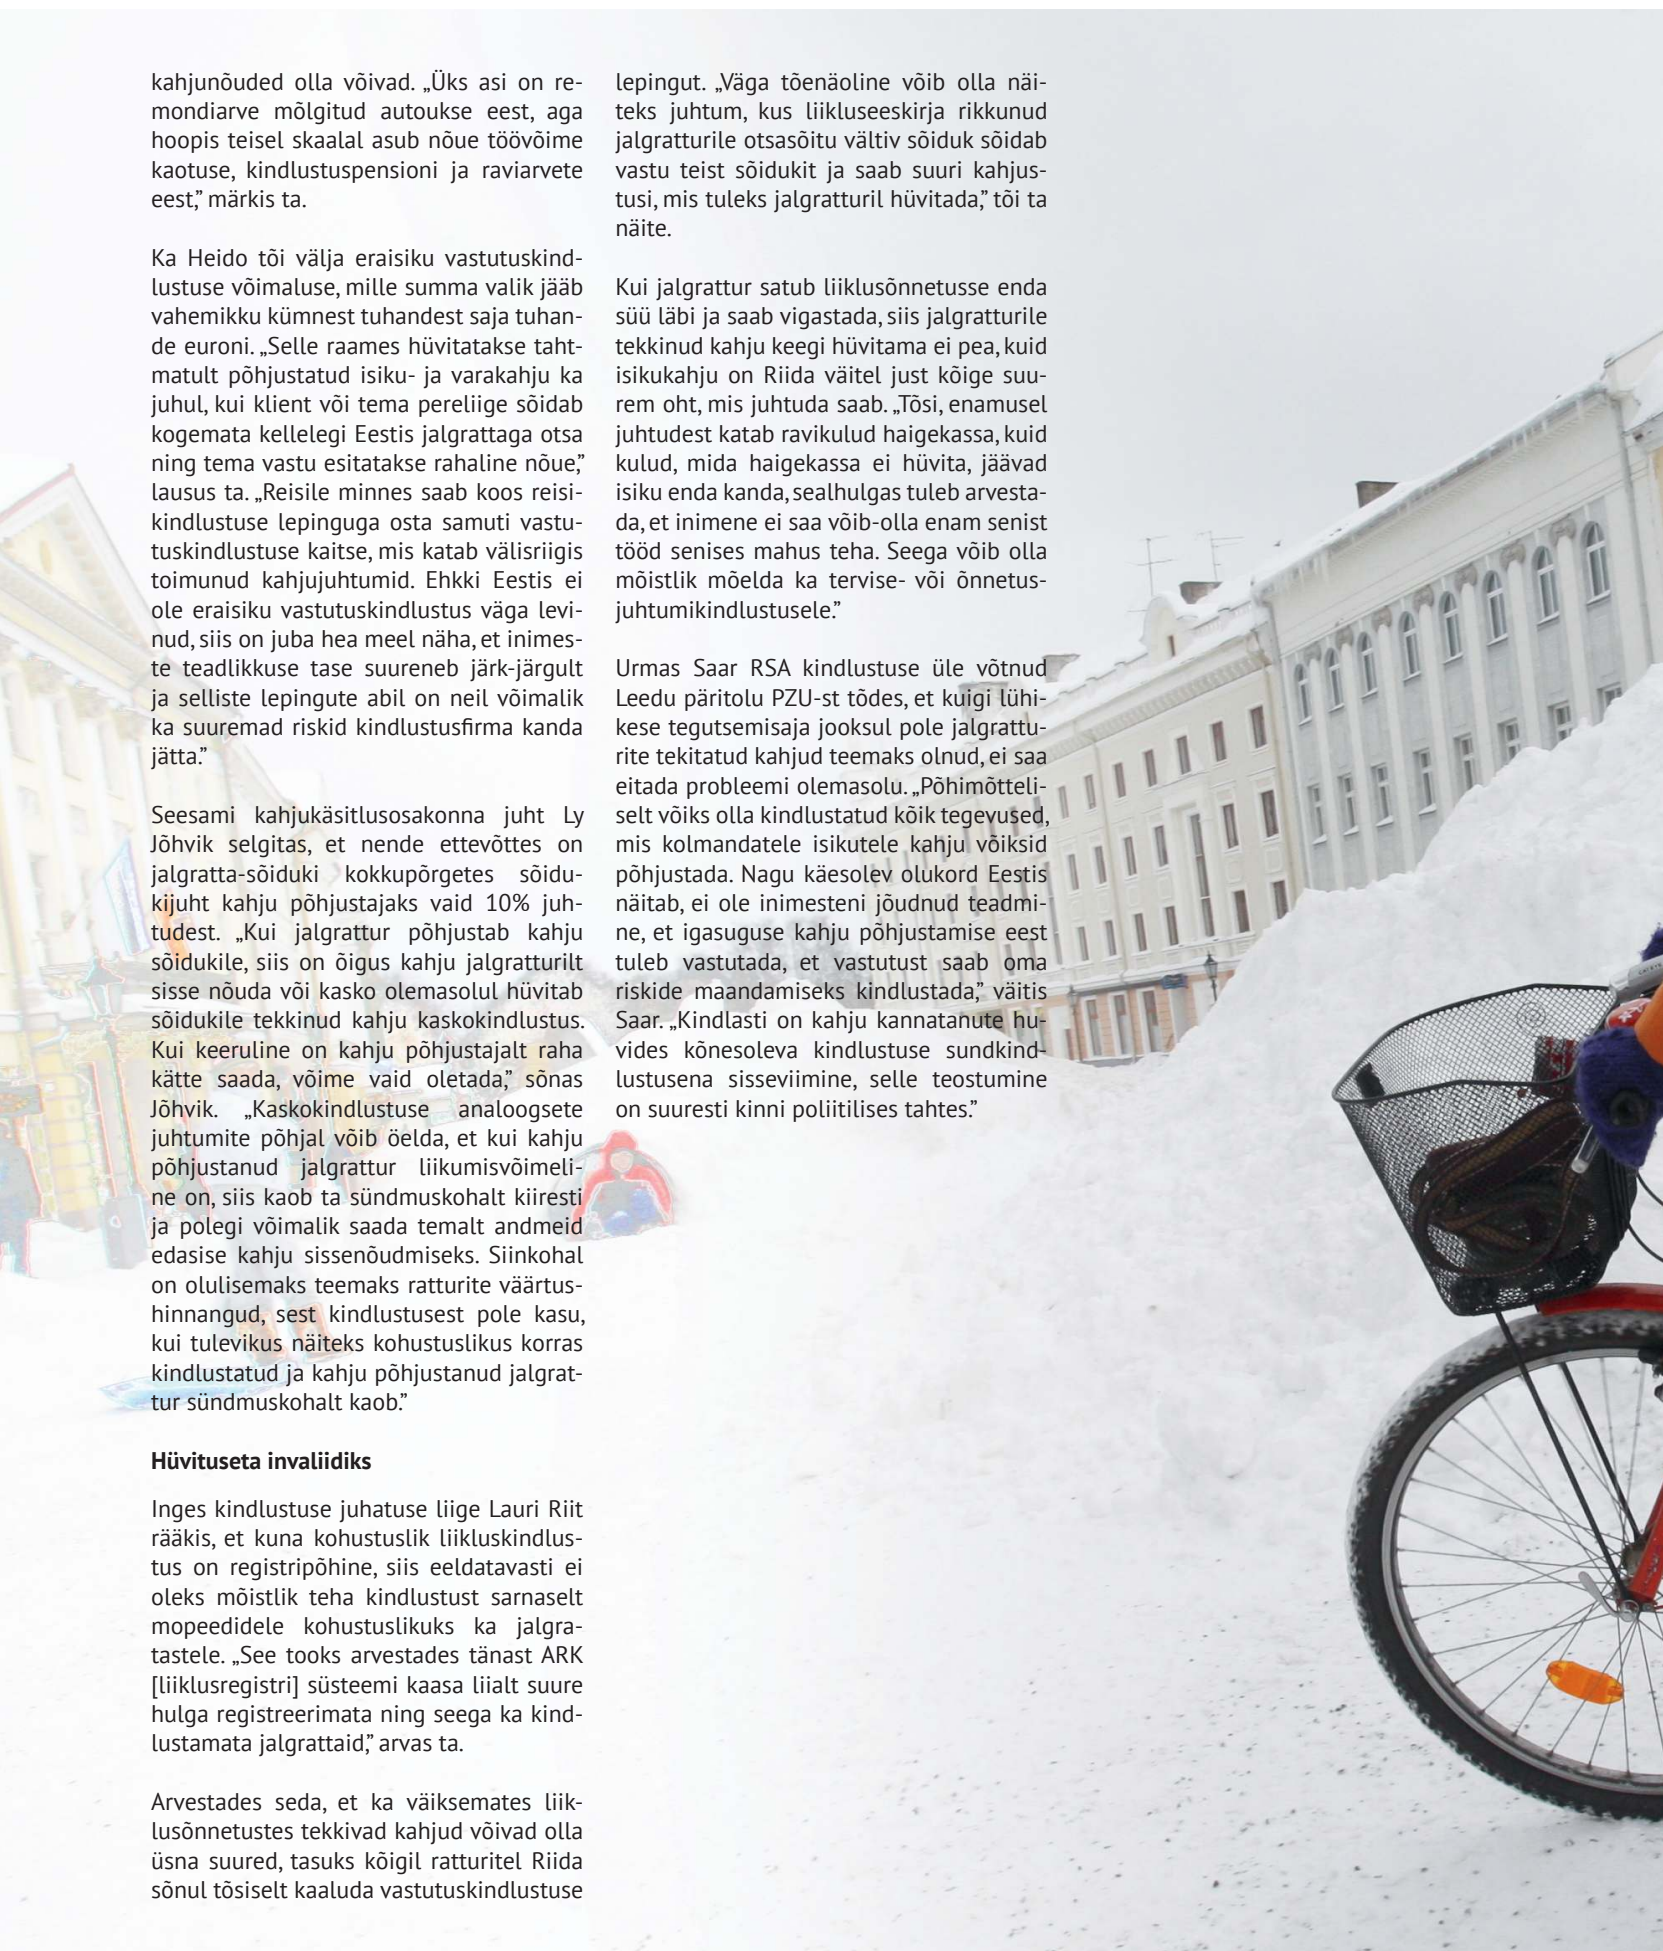 kahjunõuded olla võivad. „Üks asi on re-
mondiarve mõlgitud autoukse eest, aga
hoopis teisel skaalal asub nõue töövõime
kaotuse, kindlustuspensioni ja raviarvete
eest,” märkis ta.
Ka Heido tõi välja eraisiku vastutuskind-
lustuse võimaluse, mille summa valik jääb
vahemikku kümnest tuhandest saja tuhan-
de euroni. „Selle raames hüvitatakse taht-
matult põhjustatud isiku- ja varakahju ka
juhul, kui klient või tema pereliige sõidab
kogemata kellelegi Eestis jalgrattaga otsa
ning tema vastu esitatakse rahaline nõue,”
lausus ta. „Reisile minnes saab koos reisi-
kindlustuse lepinguga osta samuti vastu-
tuskindlustuse kaitse, mis katab välisriigis
toimunud kahjujuhtumid. Ehkki Eestis ei
ole eraisiku vastutuskindlustus väga levi-
nud, siis on juba hea meel näha, et inimes-
te teadlikkuse tase suureneb järk-järgult
ja selliste lepingute abil on neil võimalik
ka suuremad riskid kindlustusfirma kanda
jätta.”
Seesami kahjukäsitlusosakonna juht Ly
Jõhvik selgitas, et nende ettevõttes on
jalgratta-sõiduki kokkupõrgetes sõidu-
kijuht kahju põhjustajaks vaid 10% juh-
tudest. „Kui jalgrattur põhjustab kahju
sõidukile, siis on õigus kahju jalgratturilt
sisse nõuda või kasko olemasolul hüvitab
sõidukile tekkinud kahju kaskokindlustus.
Kui keeruline on kahju põhjustajalt raha
kätte saada, võime vaid oletada,” sõnas
Jõhvik. „Kaskokindlustuse analoogsete
juhtumite põhjal võib öelda, et kui kahju
põhjustanud jalgrattur liikumisvõimeli-
ne on, siis kaob ta sündmuskohalt kiiresti
ja polegi võimalik saada temalt andmeid
edasise kahju sissenõudmiseks. Siinkohal
on olulisemaks teemaks ratturite väärtus-
hinnangud, sest kindlustusest pole kasu,
kui tulevikus näiteks kohustuslikus korras
kindlustatud ja kahju põhjustanud jalgrat-
tur sündmuskohalt kaob.”
Hüvituseta invaliidiks
Inges kindlustuse juhatuse liige Lauri Riit
rääkis, et kuna kohustuslik liikluskindlus-
tus on registripõhine, siis eeldatavasti ei
oleks mõistlik teha kindlustust sarnaselt
mopeedidele kohustuslikuks ka jalgra-
tastele. „See tooks arvestades tänast ARK
[liiklusregistri] süsteemi kaasa liialt suure
hulga registreerimata ning seega ka kind-
lustamata jalgrattaid,” arvas ta.
Arvestades seda, et ka väiksemates liik-
lusõnnetustes tekkivad kahjud võivad olla
üsna suured, tasuks kõigil ratturitel Riida
sõnul tõsiselt kaaluda vastutuskindlustuse
lepingut. „Väga tõenäoline võib olla näi-
teks juhtum, kus liikluseeskirja rikkunud
jalgratturile otsasõitu vältiv sõiduk sõidab
vastu teist sõidukit ja saab suuri kahjus-
tusi, mis tuleks jalgratturil hüvitada,” tõi ta
näite.
Kui jalgrattur satub liiklusõnnetusse enda
süü läbi ja saab vigastada, siis jalgratturile
tekkinud kahju keegi hüvitama ei pea, kuid
isikukahju on Riida väitel just kõige suu-
rem oht, mis juhtuda saab. „Tõsi, enamusel
juhtudest katab ravikulud haigekassa, kuid
kulud, mida haigekassa ei hüvita, jäävad
isiku enda kanda, sealhulgas tuleb arvesta-
da, et inimene ei saa võib-olla enam senist
tööd senises mahus teha. Seega võib olla
mõistlik mõelda ka tervise- või õnnetus-
juhtumikindlustusele.”
Urmas Saar RSA kindlustuse üle võtnud
Leedu päritolu PZU-st tõdes, et kuigi lühi-
kese tegutsemisaja jooksul pole jalgrattu-
rite tekitatud kahjud teemaks olnud, ei saa
eitada probleemi olemasolu. „Põhimõtteli-
selt võiks olla kindlustatud kõik tegevused,
mis kolmandatele isikutele kahju võiksid
põhjustada. Nagu käesolev olukord Eestis
näitab, ei ole inimesteni jõudnud teadmi-
ne, et igasuguse kahju põhjustamise eest
tuleb vastutada, et vastutust saab oma
riskide maandamiseks kindlustada,” väitis
Saar. „Kindlasti on kahju kannatanute hu-
vides kõnesoleva kindlustuse sundkind-
lustusena sisseviimine, selle teostumine
on suuresti kinni poliitilises tahtes.”